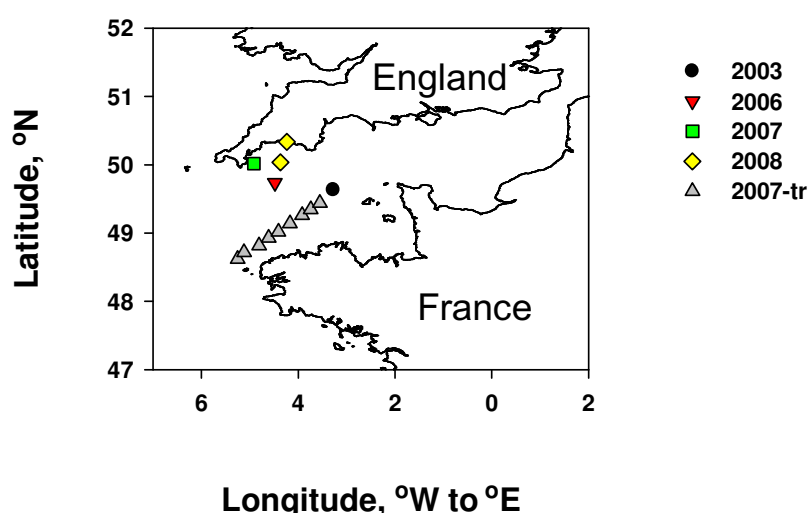 52
51
50
49
48
47
6 4 2 0 2
Latitude, °N
Longitude, °W to °E
England
France
2003
2006
2007
2008
2007-tr